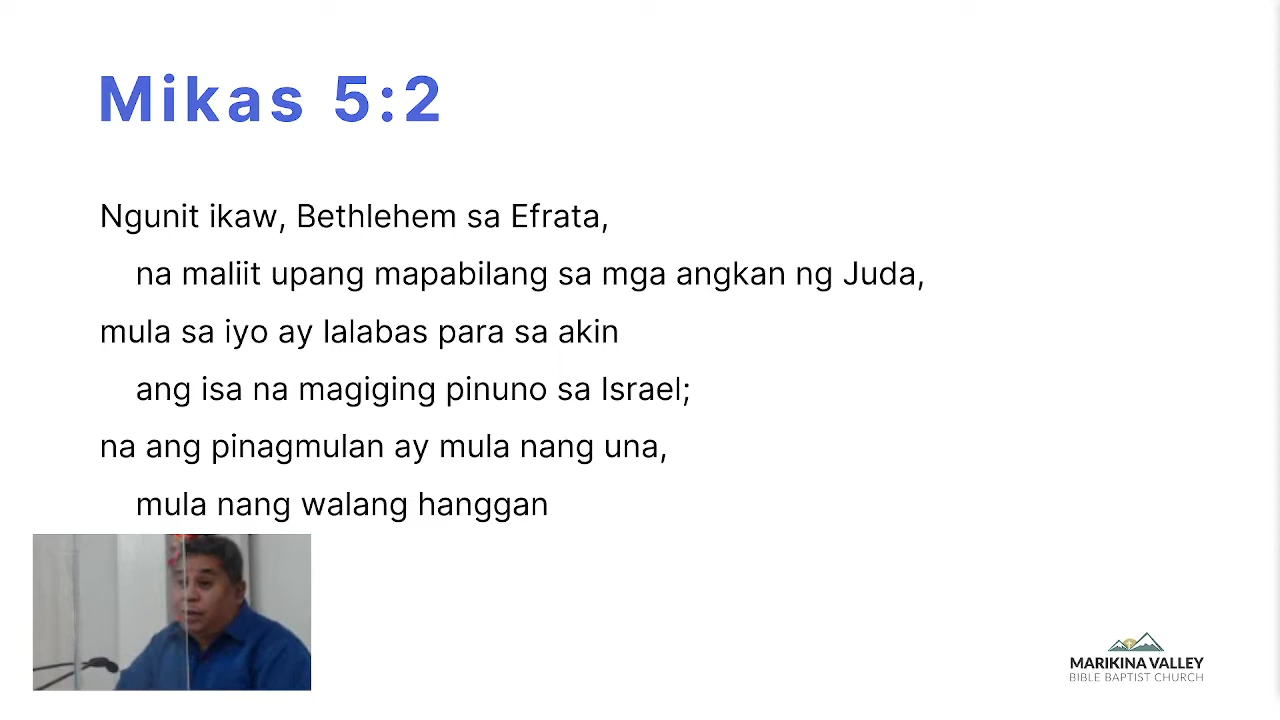 Mikas 5:2
Ngunit ikaw, Bethlehem sa Efrata,
na maliit upang mapabilang sa mga angkan ng Juda,
mula sa iyo ay lalabas para sa akin
ang isa na magiging pinuno sa Israel;
na ang pinagmulan ay mula nang una,
mula nang walang hanggan
MARIKINA VALLEY
BIBLE BAPTIST CHURCH